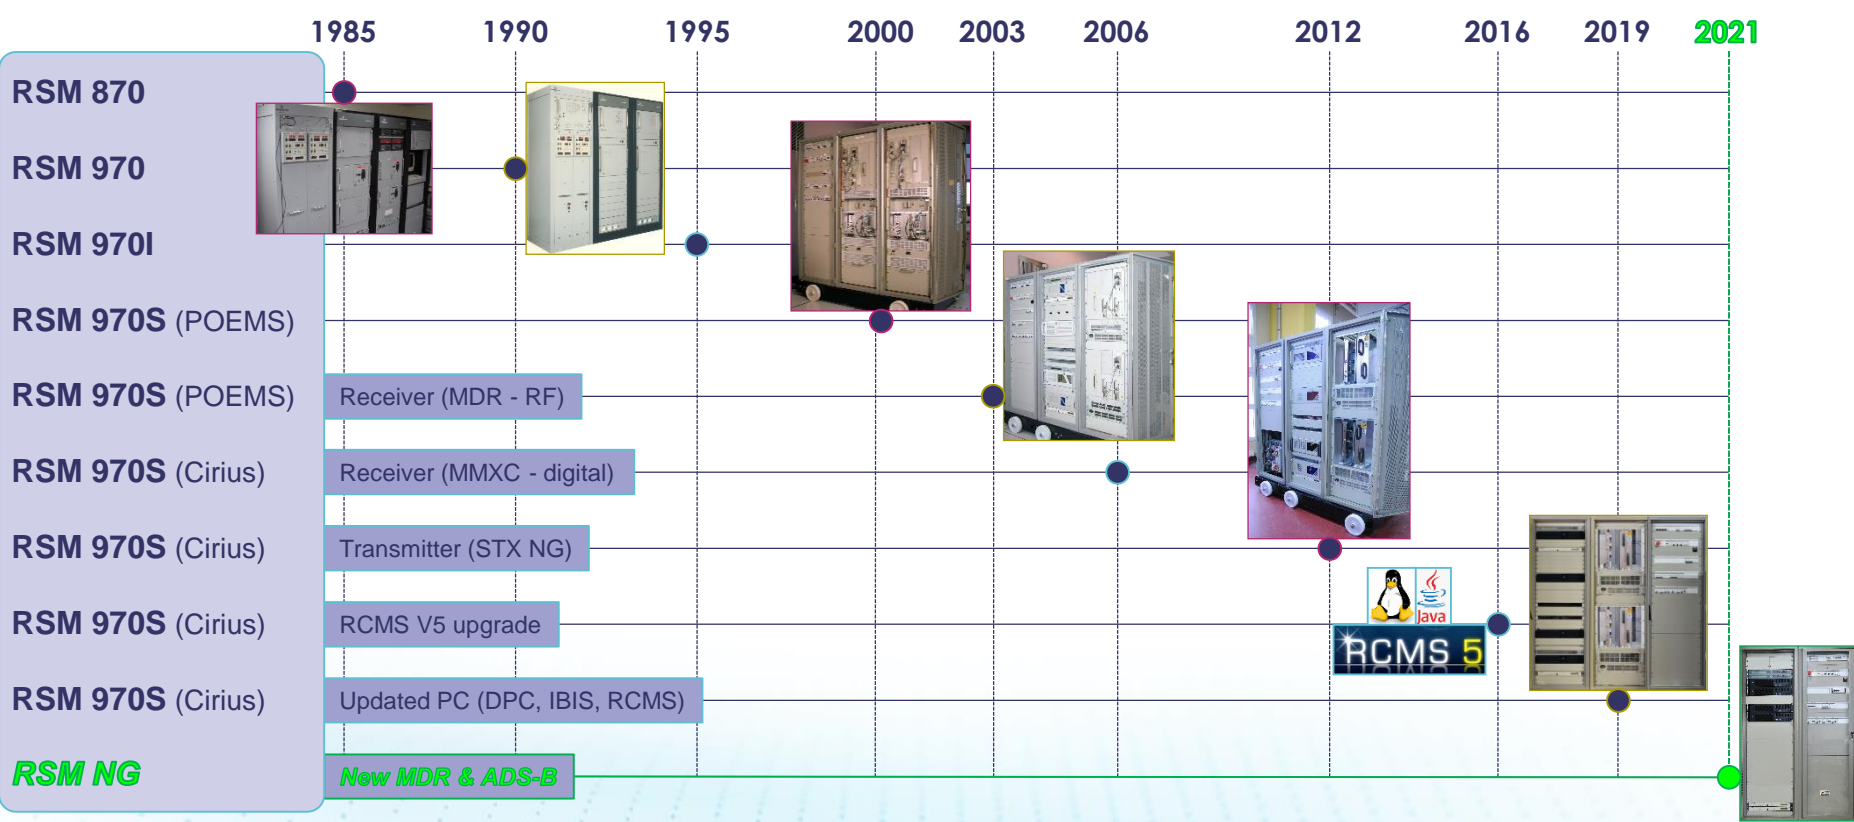 1985 1990 1995 2000 2003 2006 2012 2016 2019 2021
RSM 870
RSM 970
RSM 970I
RSM 970S (POEMS)
RSM 970S (POEMS) Receiver (MDR - RF)
RSM 970S (Cirius) Receiver (MMXC - digital)
RSM 970S (Cirius) Transmitter (STX NG)
Java
RSM 970S (Cirius) RCMS V5 upgrade
RCMS 5
RSM 970S (Cirius) Updated PC (DPC, IBIS, RCMS)
RSM NG New MDR & ADS-B